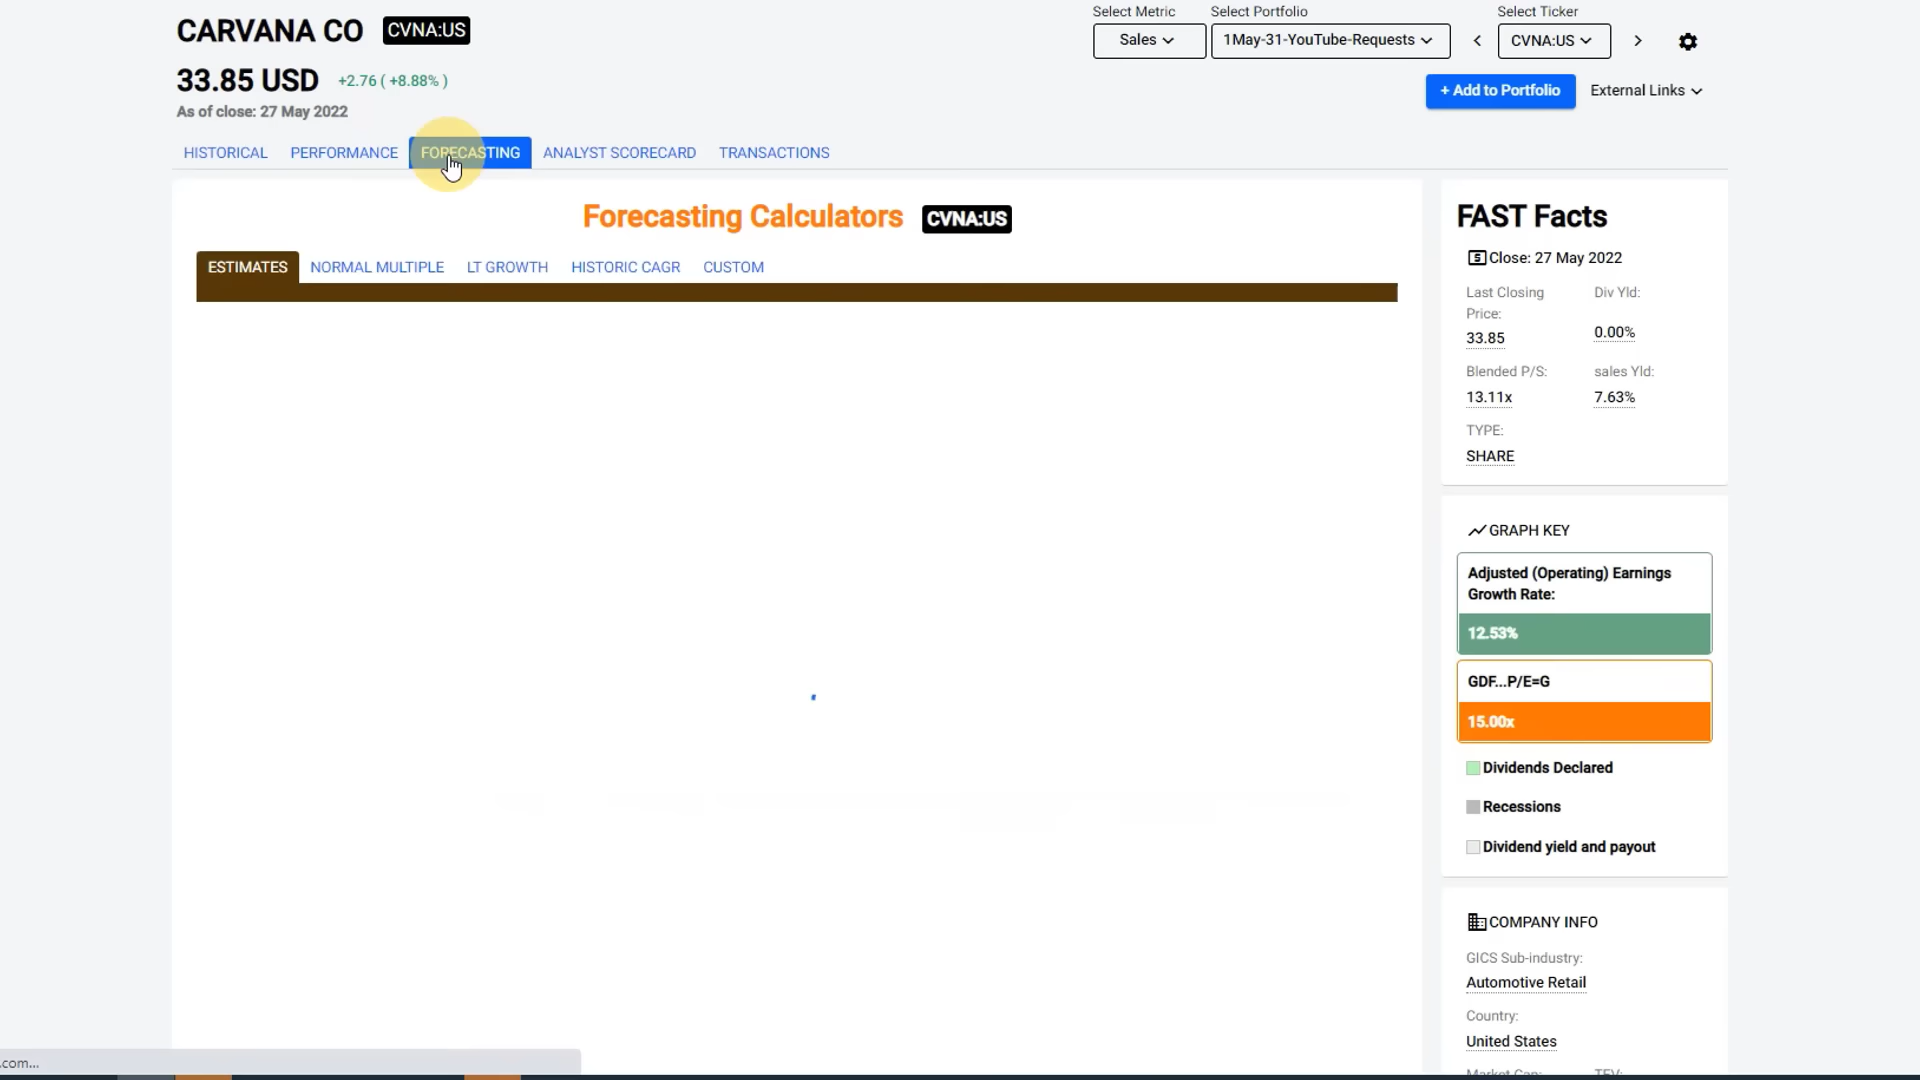 CARVANA CO CVNA:US
Select Metric
Select Portfolio
Select Ticker
Sales
1May-31-YouTube-Requests
CVNA:US
33.85 USD +2.76 ( +8.88% )
As of close: 27 May 2022
+ Add to Portfolio
External Links
HISTORICAL PERFORMANCE FORECASTING ANALYST SCORECARD TRANSACTIONS
Forecasting Calculators CVNA:US
ESTIMATES NORMAL MULTIPLE LT GROWTH HISTORIC CAGR CUSTOM
FAST Facts
Close: 27 May 2022
Last Closing Price:
33.85
Div Yld:
0.00%
Blended P/S:
13.11x
sales Yld:
7.63%
TYPE:
SHARE
GRAPH KEY
Adjusted (Operating) Earnings
Growth Rate:
12.53%
GDF...P/E=G
15.00x
Dividends Declared
Recessions
Dividend yield and payout
COMPANY INFO
GICS Sub-industry:
Automotive Retail
Country:
United States
Market Cap: TEV:
.com...